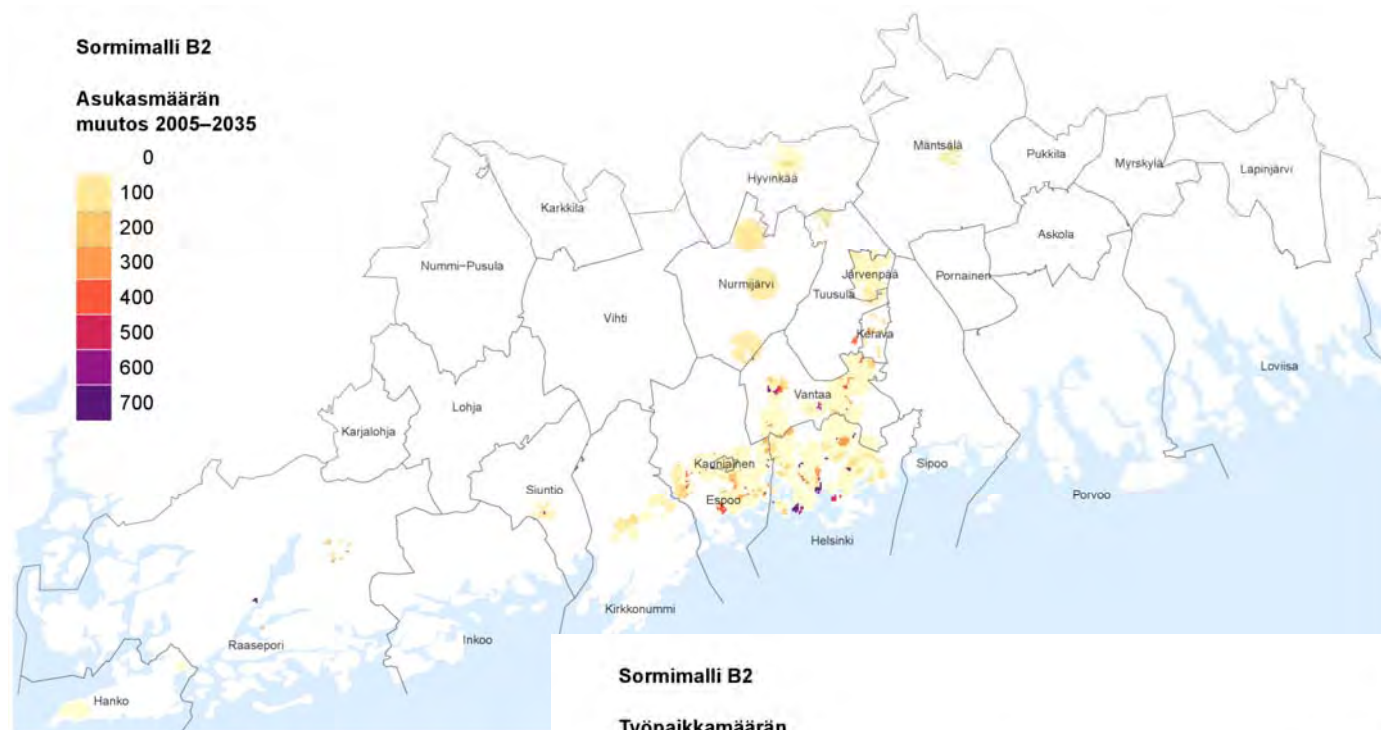 Sormimalli B2
Asukasmäärän
muutos 2005–2035
0
100
200
300
400
500
600
700
Mäntsälä
Pukkila
Myrskylä
Lapinjärvi
Hyvinkää
Karkkila
Askola
Nummi-Pusula
Järvenpää
Pornainen
Nurmijärvi
Tuusula
Vihti
Kerava
Loviisa
Vantaa
Lohja
Karjalohja
Kauniainen
Sipoo
Siuntio
Espoo
Porvoo
Helsinki
Kirkkonummi
Inkoo
Raasepori
Hanko
Sormimalli B2
Työpaikkamäärän